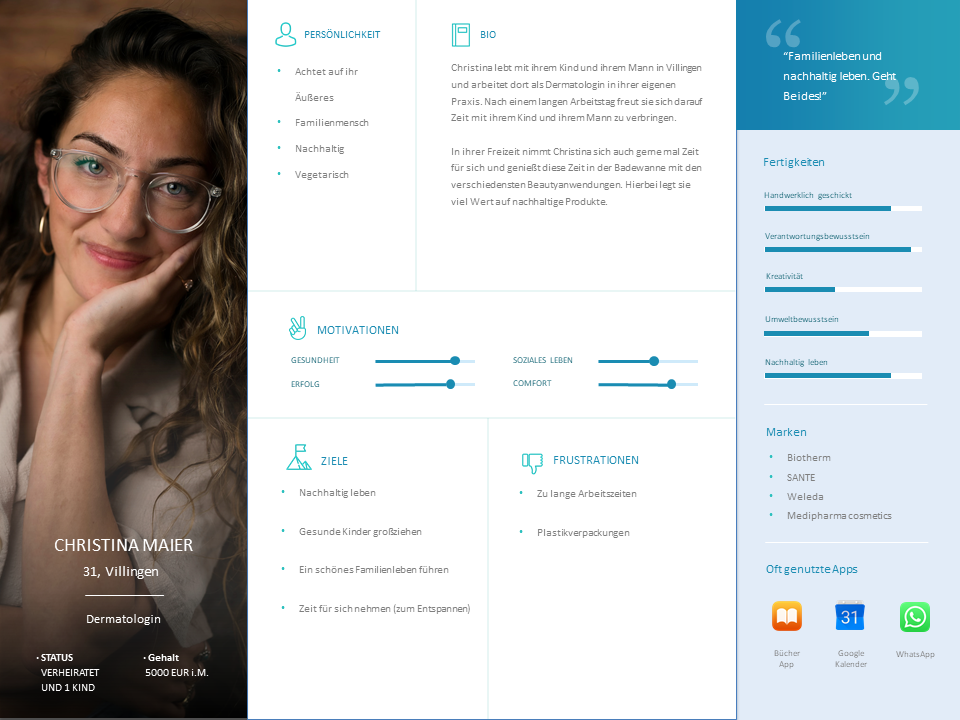 CHRISTINA MAIER
31, Villingen
Dermatologin
· STATUS
VERHEIRATET
UND 1 KIND
· Gehalt
5000 EUR i.M.
PERSÖNLICHKEIT
• Achtet auf ihr
Äußeres
• Familienmensch
• Nachhaltig
• Vegetarisch
BIO
Christina lebt mit ihrem Kind und ihrem Mann in Villingen
und arbeitet dort als Dermatologin in ihrer eigenen
Praxis. Nach einem langen Arbeitstag freut sie sich darauf
Zeit mit ihrem Kind und ihrem Mann zu verbringen.
In ihrer Freizeit nimmt Christina sich auch gerne mal Zeit
für sich und genießt diese Zeit in der Badewanne mit den
verschiedensten Beautyanwendungen. Hierbei legt sie
viel Wert auf nachhaltige Produkte.
MOTIVATIONEN
GESUNDHEIT
ERFOLG
SOZIALES LEBEN
COMFORT
ZIELE
• Nachhaltig leben
• Gesunde Kinder großziehen
• Ein schönes Familienleben führen
• Zeit für sich nehmen (zum Entspannen)
FRUSTRATIONEN
• Zu lange Arbeitszeiten
• Plastikverpackungen
“Familienleben und
nachhaltig leben. Geht
Beides!”
Fertigkeiten
Handwerklich geschickt
Verantwortungsbewusstsein
Kreativität
Umweltbewusstsein
Nachhaltig leben
Marken
• Biotherm
• SANTE
• Weleda
• Medipharma cosmetics
Oft genutzte Apps
31
Bücher
App
Google
Kalender
WhatsApp